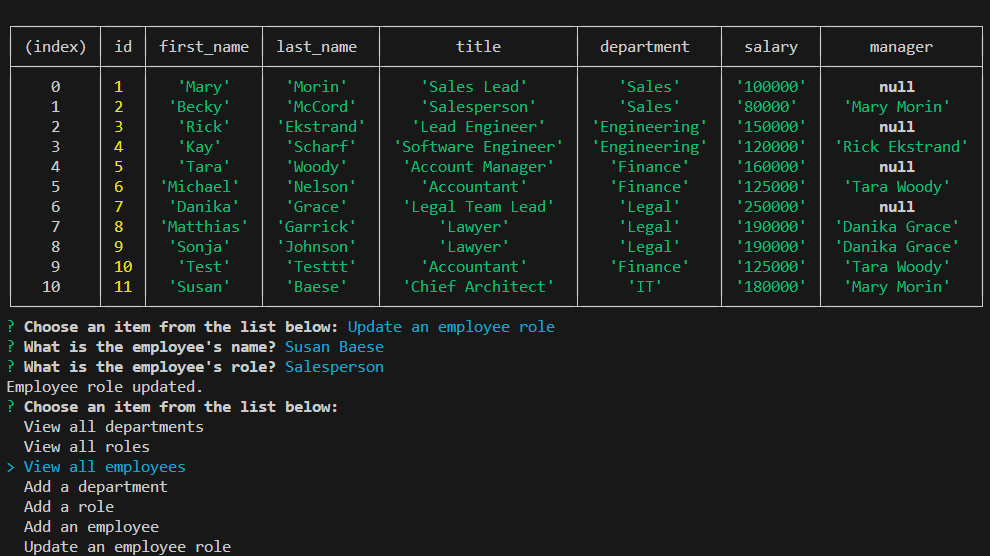 (index) id first_name last_name title department salary manager
0 1 'Mary' 'Morin' 'Sales Lead' 'Sales' '100000' null
1 2 'Becky' 'McCord' 'Salesperson' 'Sales' '80000' 'Mary Morin'
2 3 'Rick' 'Ekstrand' 'Lead Engineer' 'Engineering' '150000' null
3 4 'Kay' 'Scharf' 'Software Engineer' 'Engineering' '120000' 'Rick Ekstrand'
4 5 'Tara 'Woody' 'Account Manager' 'Finance' '160000' null
5 6 'Michael' 'Nelson' 'Accountant' 'Finance' '125000' 'Tara Woody'
6 7 'Danika' 'Grace' 'Legal Team Lead' 'Legal' '250000' null
7 8 'Matthias' 'Garrick' 'Lawyer' 'Legal' '190000' 'Danika Grace'
8 9 'Sonja' 'Johnson' 'Lawyer' 'Legal' '190000' 'Danika Grace'
9 10 'Test' 'Testtt' 'Accountant' 'Finance' '125000' 'Tara Woody'
10 11 'Susan' 'Baese' 'Chief Architect' 'IT' '180000' 'Mary Morin'
? Choose an item from the list below: Update an employee role
? What is the employee's name? Susan Baese
? What is the employee's role? Salesperson
Employee role updated.
? Choose an item from the list below:
View all departments
View all roles
> View all employees
Add a department
Add a role
Add an employee
Update an employee role